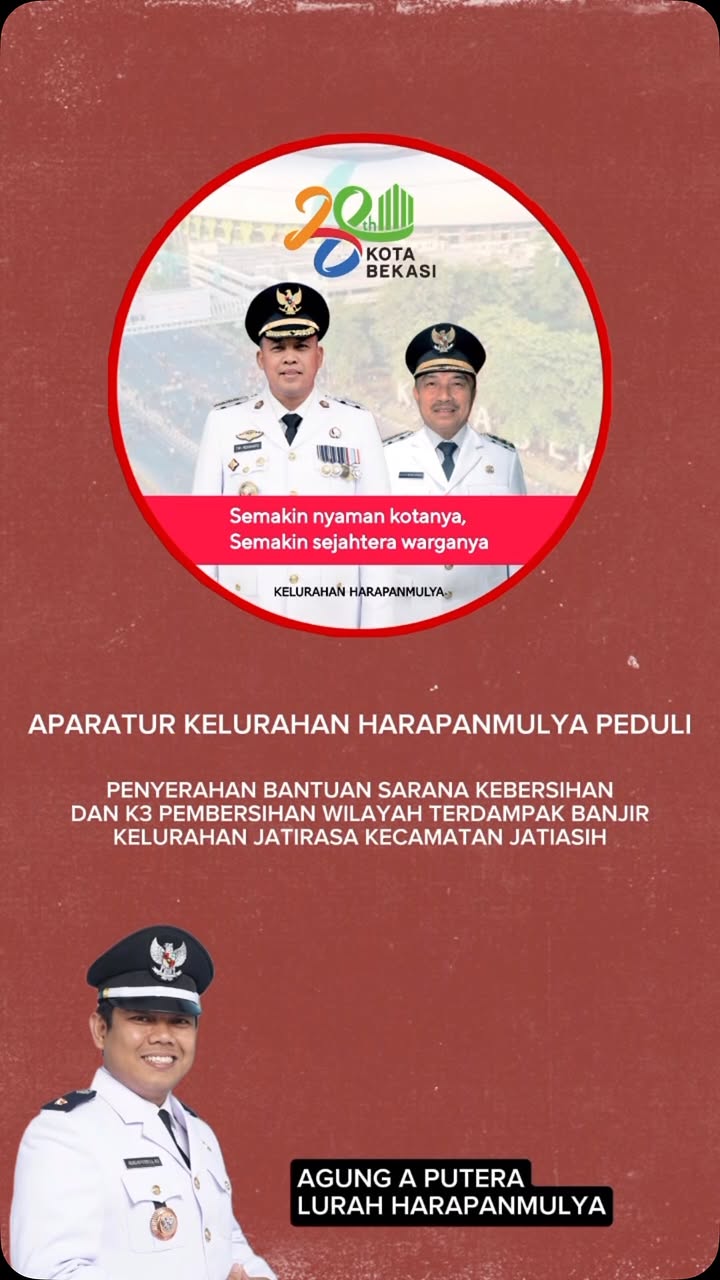 28th
KOTA
BEKASI
Semakin nyaman kotanya,
Semakin sejahtera warganya
KELURAHAN HARAPANMULYA
APARATUR KELURAHAN HARAPANMULYA PEDULI
PENYERAHAN BANTUAN SARANA KEBERSIHAN
DAN K3 PEMBERSIHAN WILAYAH TERDAMPAK BANJIR
KELURAHAN JATIRASA KECAMATAN JATIASIH
AGUNG A PUTERA
LURAH HARAPANMULYA